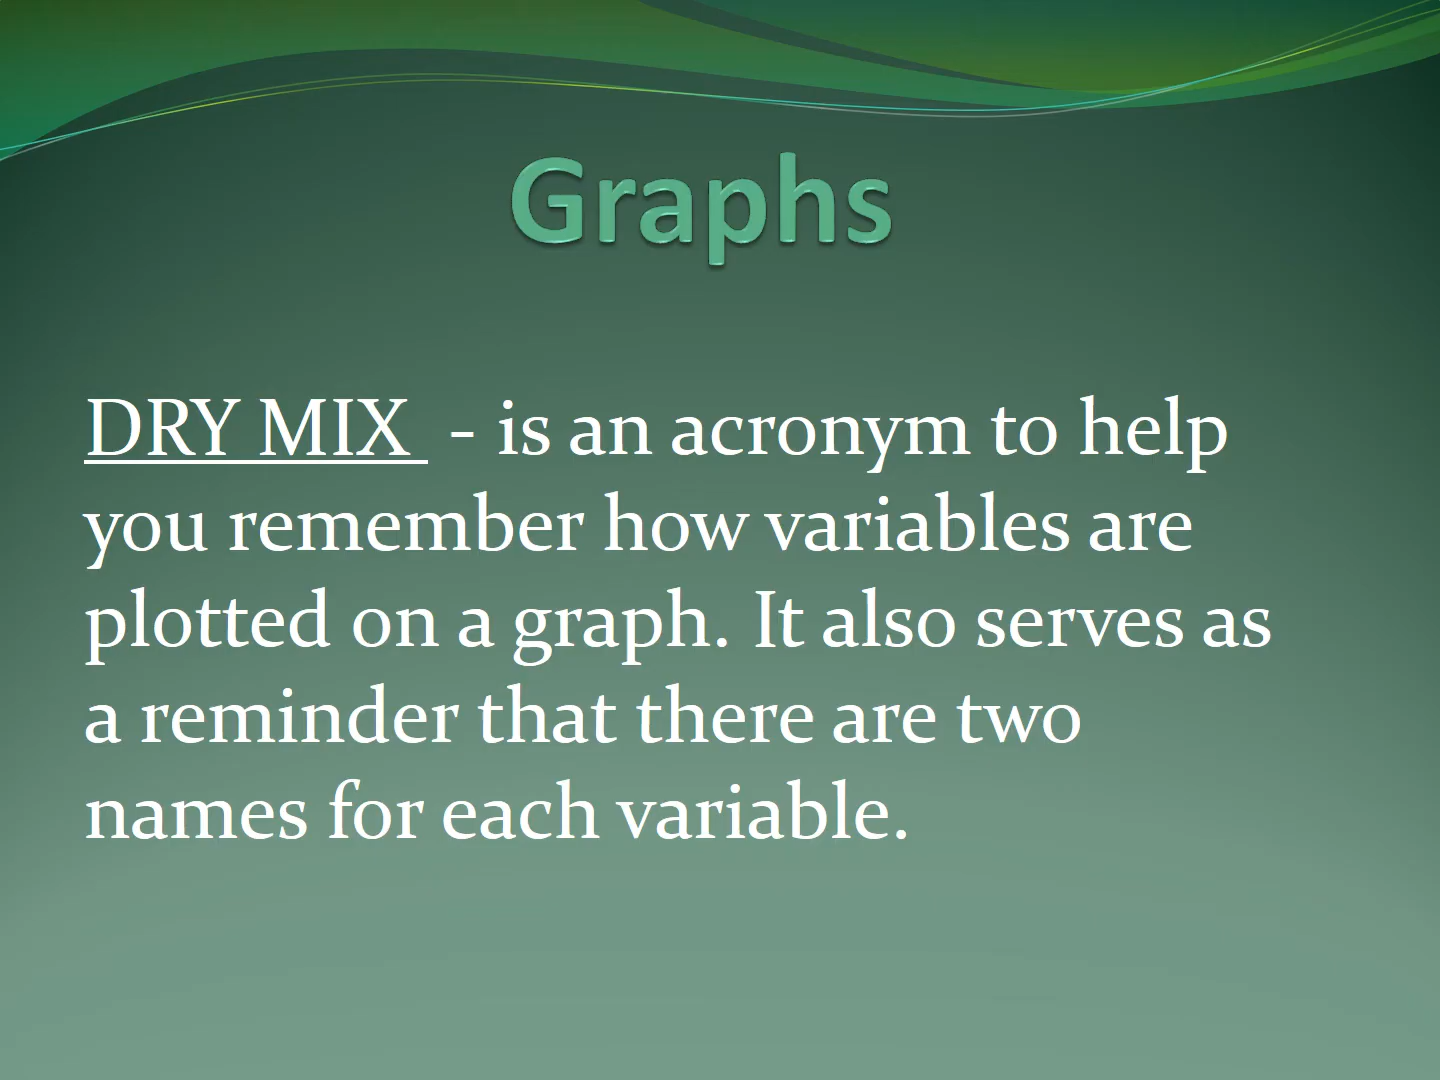 Graphs
DRY MIX - is an acronym to help
you remember how variables are
plotted on a graph. It also serves as
a reminder that there are two
names for each variable.